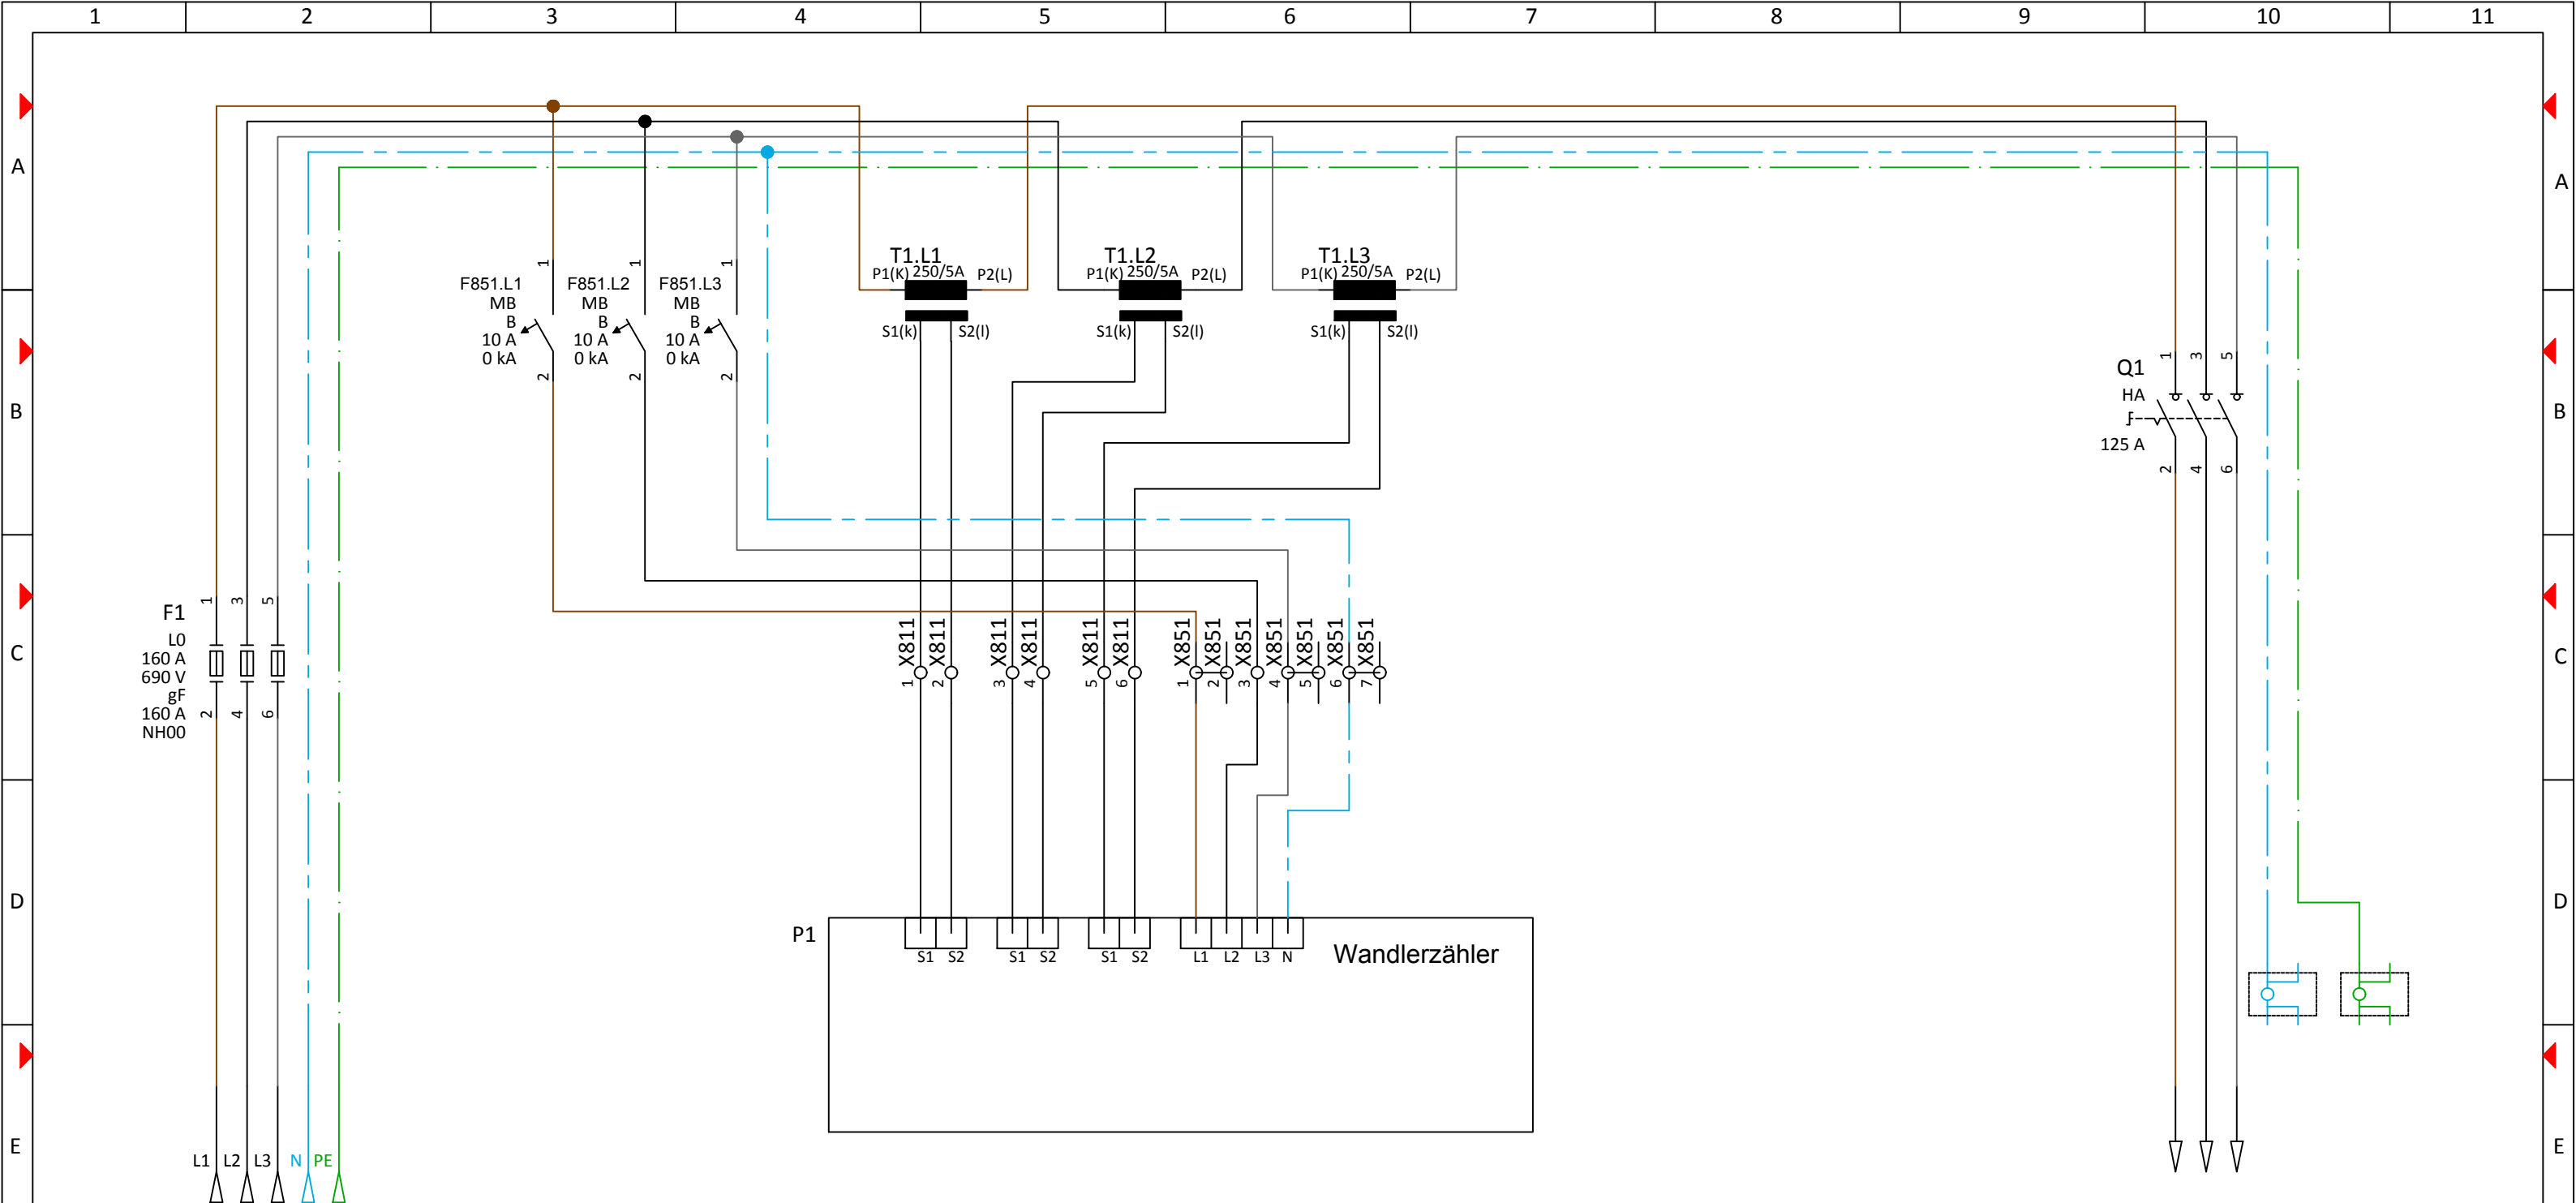 1 2 3 4 5 6 7 8 9 10 11
A A
T1.L1 T1.L2 T1.L3
P1(K) 250/5A P2(L) P1(K) 250/5A P2(L) P1(K) 250/5A P2(L)
S1(k) S2(l) S1(k) S2(l) S1(k) S2(l)
1 1 1
F851.L1 F851.L2 F851.L3
MB MB MB
B B B
10 A 10 A 10 A
0 kA 0 kA 0 kA
2 2 2
1 3 5
Q1
HA
125 A
2 4 6
B B
1 3 5
F1
L0
160 A
690 V
gF
160 A
NH00
2 4 6
X811 X811 X811 X811 X811 X811 X851 X851 X851 X851 X851 X851 X851
1 2 3 4 5 6 1 2 3 4 5 6 7
C C
P1
S1 S2 S1 S2 S1 S2 L1 L2 L3 N
Wandlerzähler
D D
L1 L2 L3 N PE
E E